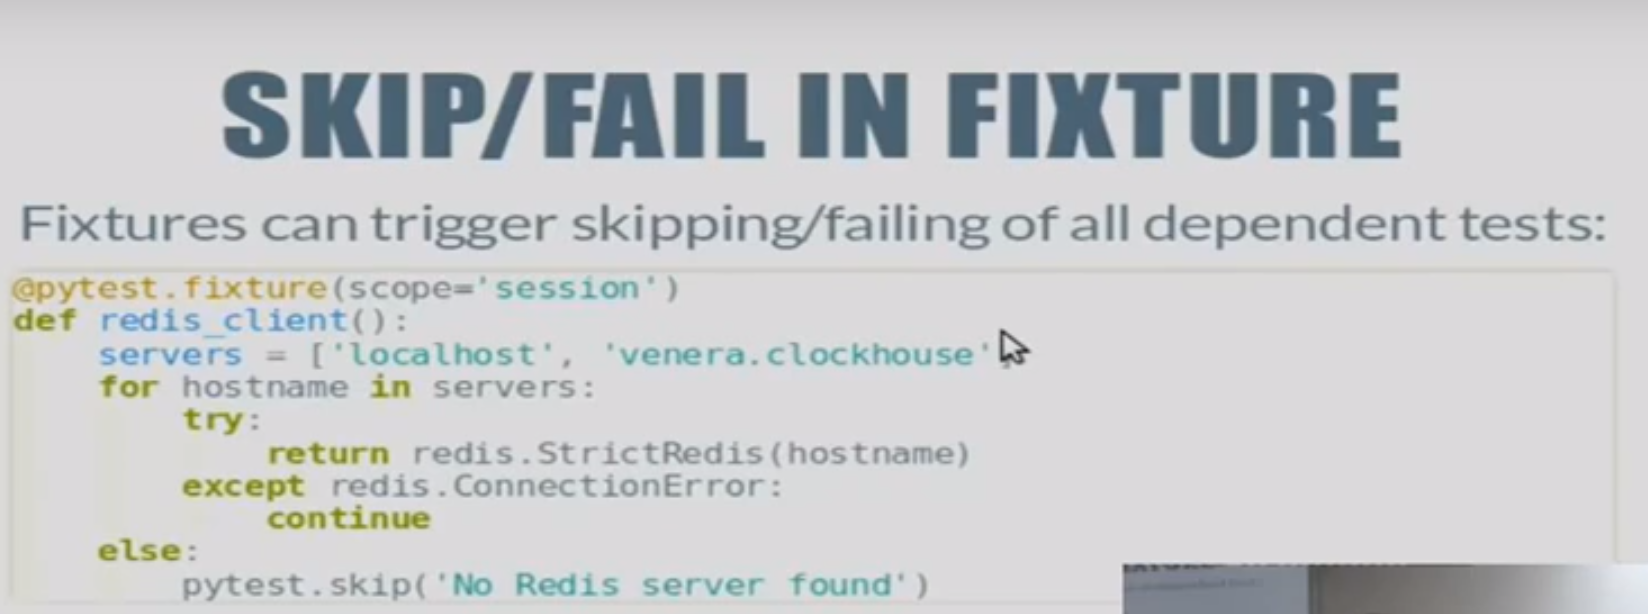 SKIP/FAIL IN FIXTURE
Fixtures can trigger skipping/failing of all dependent tests:
@pytest.fixture(scope='session')
def redis_client():
    servers = ['localhost', 'venera.clockhouse'
    for hostname in servers:
        try:
            return redis.StrictRedis(hostname)
        except redis.ConnectionError:
            continue
    else:
        pytest.skip('No Redis server found')